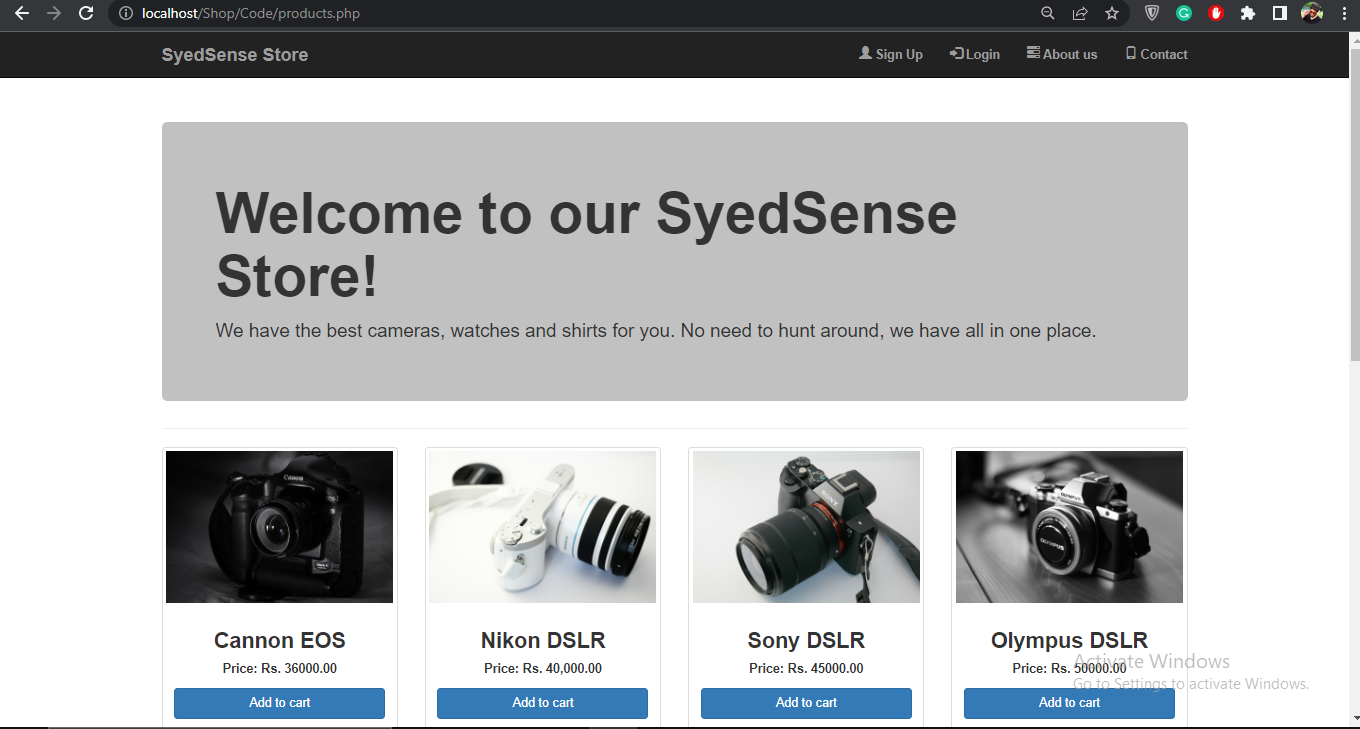 localhost/Shop/Code/products.php
SyedSense Store
Sign Up
Login
About us
Contact
Welcome to our SyedSense
Store!
We have the best cameras, watches and shirts for you. No need to hunt around, we have all in one place.
Canon
SONY
OLYMPUS
OLYMPUS
Cannon EOS
Price: Rs. 36000.00
Add to cart
Nikon DSLR
Price: Rs. 40,000.00
Add to cart
Sony DSLR
Price: Rs. 45000.00
Add to cart
Olympus DSLR
Price: Rs. 50000.00
Add to cart
Activate Windows
Go to Settings to activate Windows.